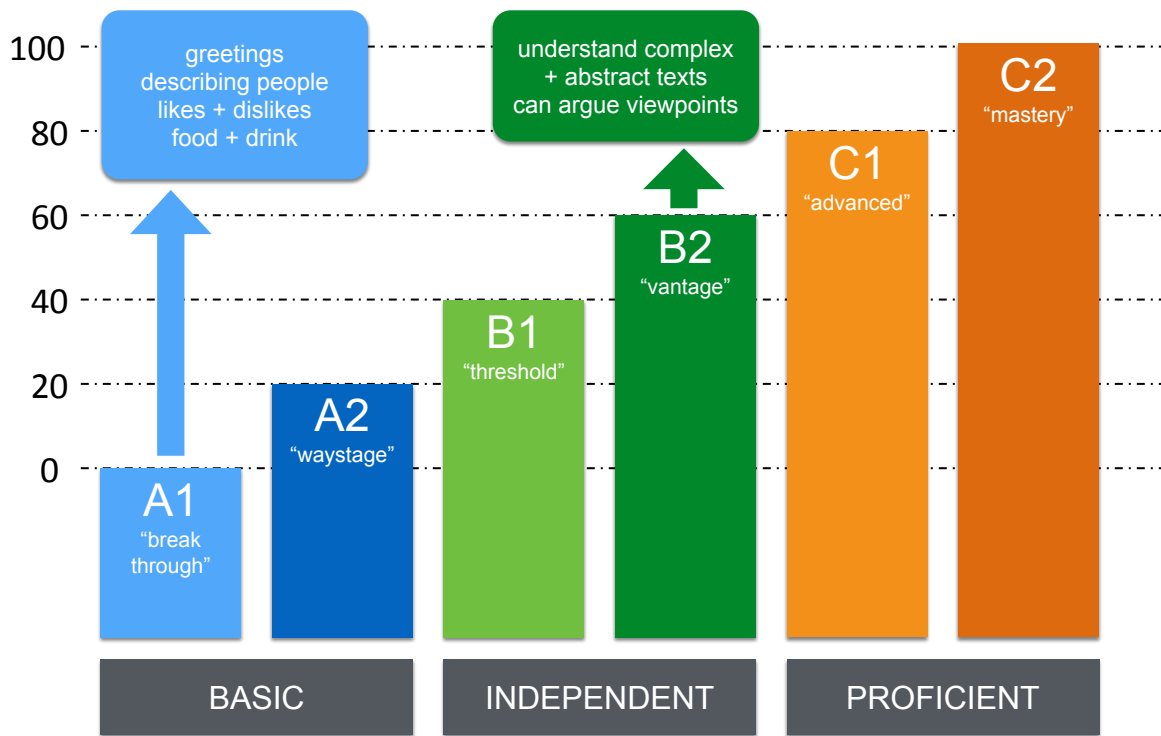 100
80
60
40
20
0
greetings
describing people
likes + dislikes
food + drink
understand complex
+ abstract texts
can argue viewpoints
A1
“break
through”
A2
“waystage”
B1
“threshold”
B2
“vantage”
C1
“advanced”
C2
“mastery”
BASIC
INDEPENDENT
PROFICIENT